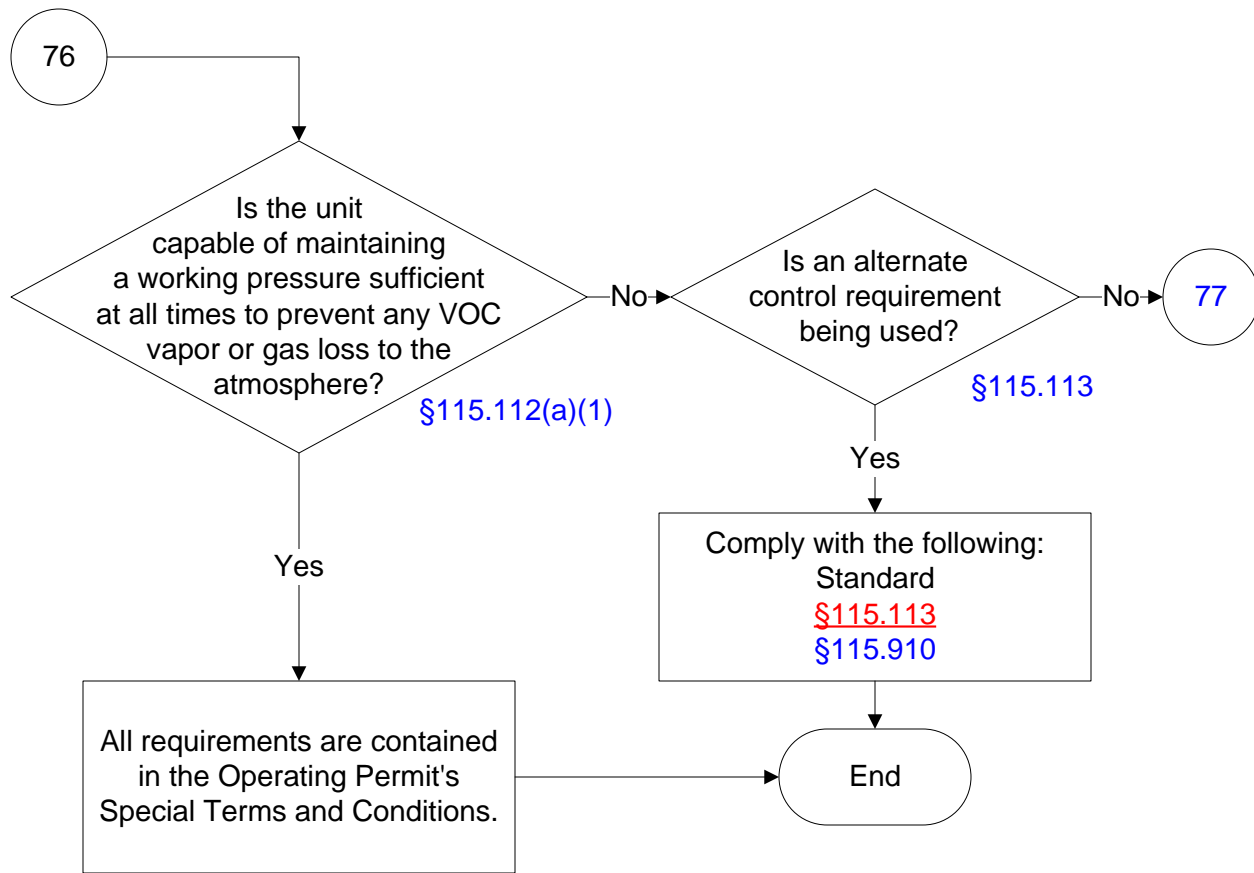 76
Is the unit
capable of maintaining
a working pressure sufficient
at all times to prevent any VOC
vapor or gas loss to the
atmosphere?
§115.112(a)(1)
No
Is an alternate
control requirement
being used?
§115.113
No
77
Yes
Yes
Comply with the following:
Standard
§115.113
§115.910
All requirements are contained
in the Operating Permit's
Special Terms and Conditions.
End